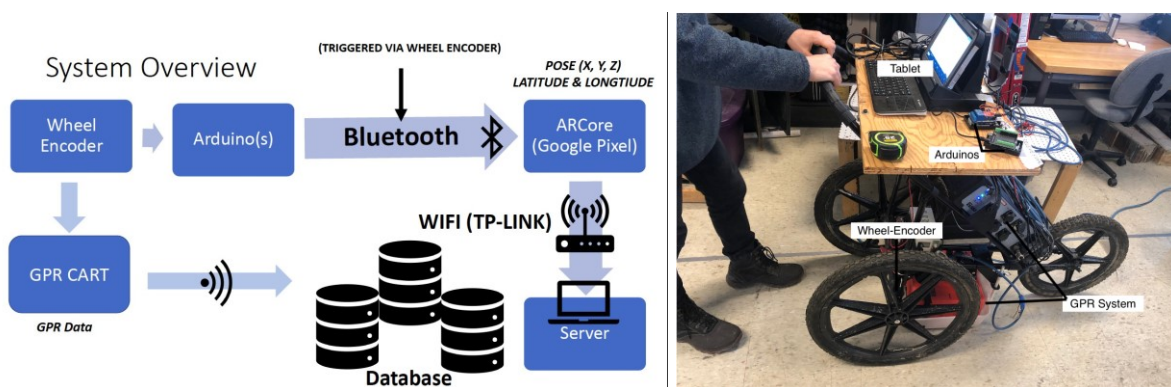 System Overview
(TRIGGERED VIA WHEEL ENCODER)
POSE (X, Y, Z)
LATITUDE & LONGTIUDE
Wheel
Encoder
Arduino(s)
Bluetooth
ARCore
(Google Pixel)
WIFI (TP-LINK)
GPR CART
GPR Data
Server
Database
Tablet
Arduinos
Wheel-Encoder
GPR System